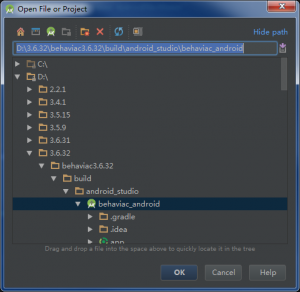 Open File or Project
Hide path
D:\3.6.32\behaviac3.6.32\build\android_studio\behaviac_android
C:\
D:\
2.2.1
3.4.1
3.5.15
3.5.9
3.6.31
3.6.32
behaviac3.6.32
build
android_studio
behaviac_android
.gradle
.idea
app
Drag and drop a file into the space above to quickly locate it in the tree
OK
Cancel
Help